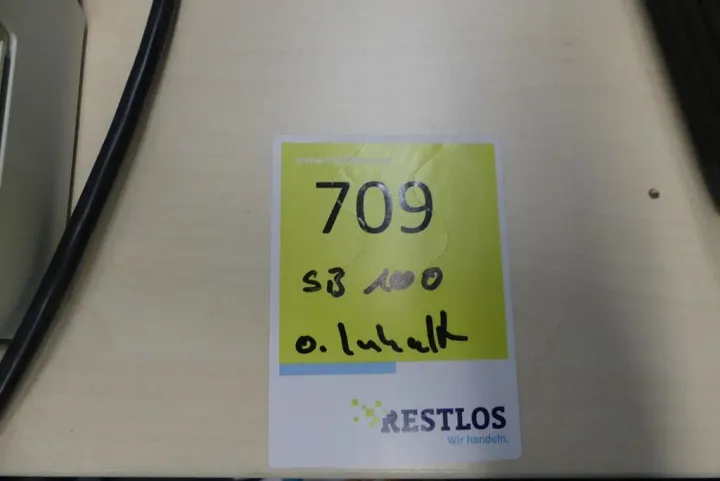 709
SB 100
o. Inhalt
RESTLOS
Wir handeln.